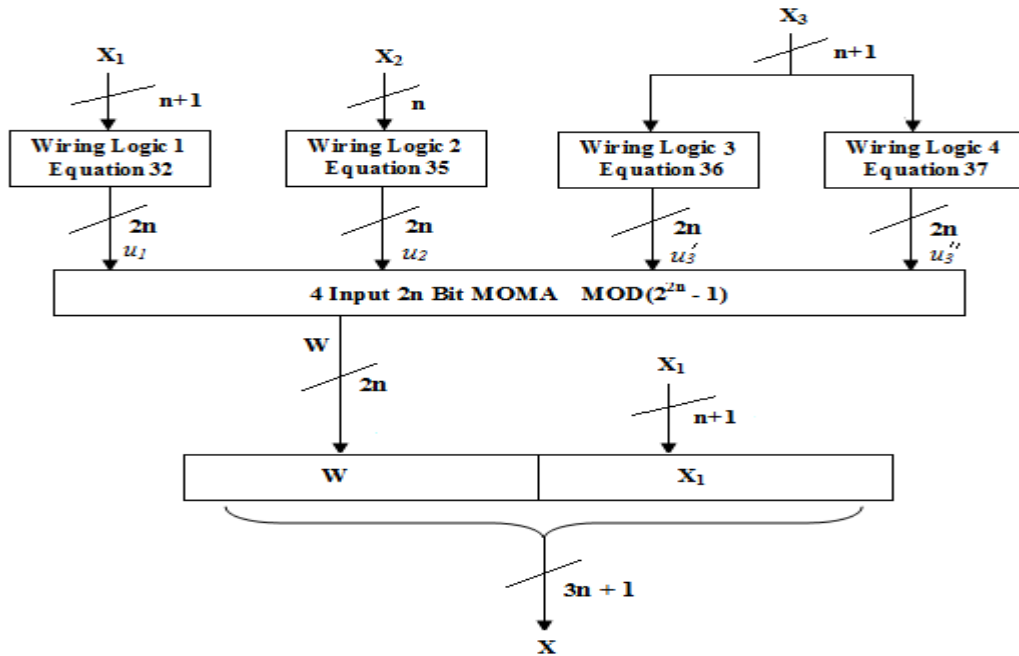 X₃
X₁ X₂ n+1
n+1 n
Wiring Logic 1 Equation 32
Wiring Logic 2 Equation 35
Wiring Logic 3 Equation 36
Wiring Logic 4 Equation 37
2n 2n 2n 2n
u₁ u₂ u₃′ u₃″
4 Input 2n Bit MOMA MOD(2²ⁿ - 1)
W X₁
2n n+1
W X₁
3n + 1
X